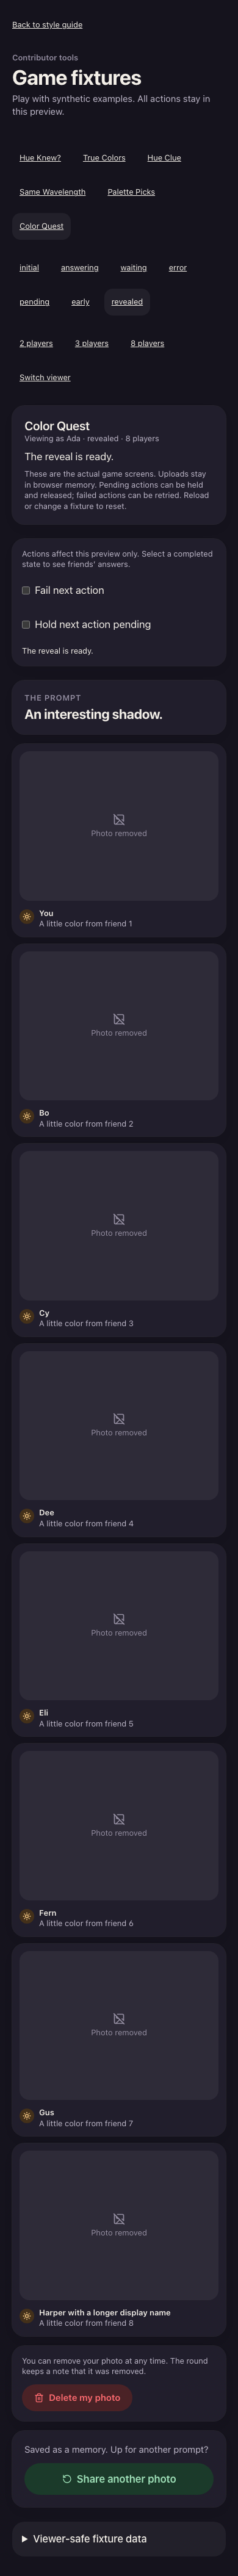 Back to style guide
Contributor tools
Game fixtures
Play with synthetic examples. All actions stay in
this preview.
Hue Knew? True Colors Hue Clue
Same Wavelength Palette Picks
Color Quest
initial answering waiting error
pending early revealed
2 players 3 players 8 players
Switch viewer
Color Quest
Viewing as Ada · revealed · 8 players
The reveal is ready.
These are the actual game screens. Uploads stay
in browser memory. Pending actions can be held
and released; failed actions can be retried. Reload
or change a fixture to reset.
Actions affect this preview only. Select a completed
state to see friends' answers.
Fail next action
Hold next action pending
The reveal is ready.
THE PROMPT
An interesting shadow.
Photo removed
You
A little color from friend 1
Photo removed
Bo
A little color from friend 2
Photo removed
Cy
A little color from friend 3
Photo removed
Dee
A little color from friend 4
Photo removed
Eli
A little color from friend 5
Photo removed
Fern
A little color from friend 6
Photo removed
Gus
A little color from friend 7
Photo removed
Harper with a longer display name
A little color from friend 8
You can remove your photo at any time. The round
keeps a note that it was removed.
Delete my photo
Saved as a memory. Up for another prompt?
Share another photo
Viewer-safe fixture data